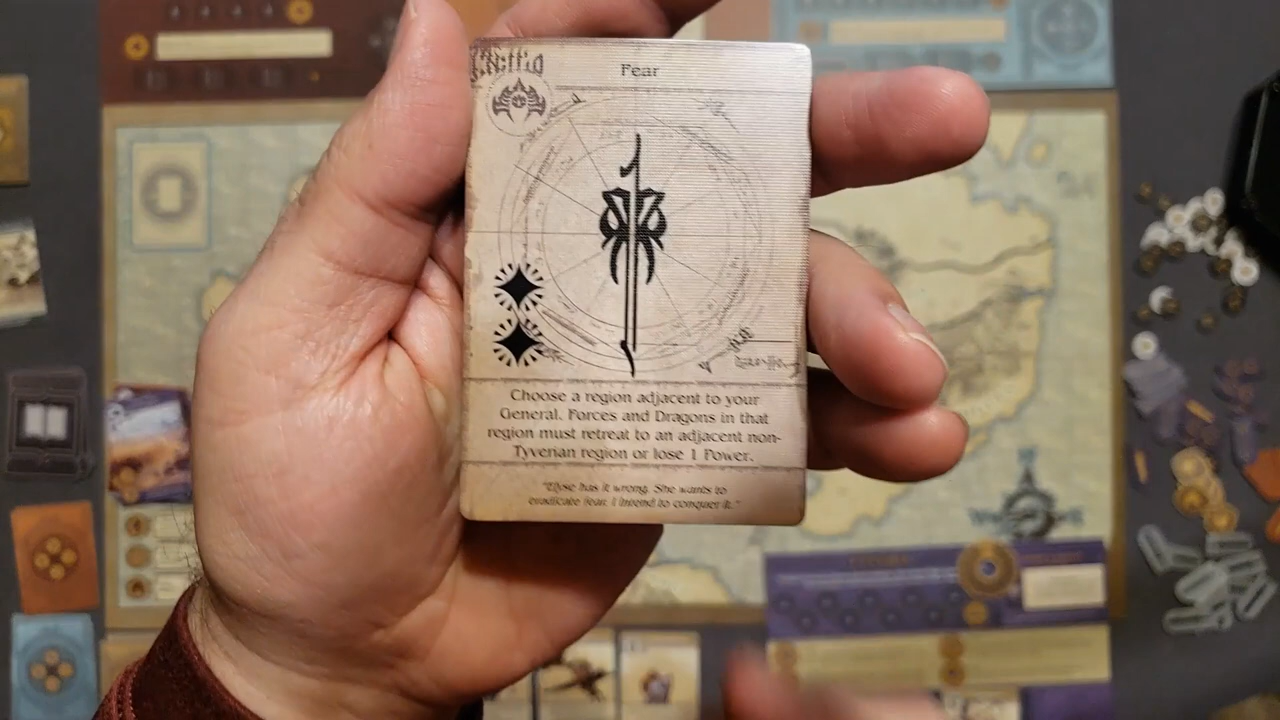 Fear
Choose a region adjacent to your
General. Forces and Dragons in that
region must retreat to an adjacent non-
Tyverian region or lose 1 Power.
"Elyse has it wrong. She wants to
eradicate fear. I intend to conquer it."